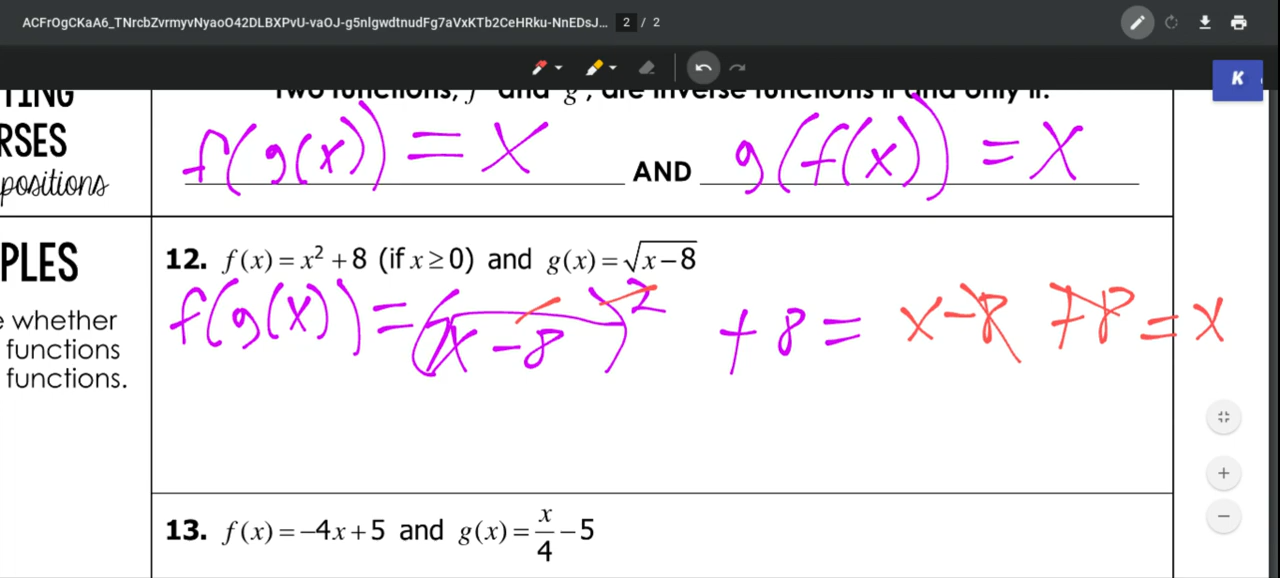 ACFrOgCKaA6_TNrcbZvrmyvNyaoO42DLBXPvU-vaOJ-g5nlgwdtnudFg7aVxKTb2CeHRku-NnEDsJ... 2 / 2
K
TING
Two functions, f and g, are inverse functions if and only if:
RSES
positions
f(g(x)) = x AND g(f(x)) = x
PLES
12. f(x) = x² + 8 (if x ≥ 0) and g(x) = √(x − 8)
e whether
functions
functions.
f(g(x)) = (√(x − 8))² + 8 = x − 8 + 8 = x
13. f(x) = −4x + 5 and g(x) = x/4 − 5